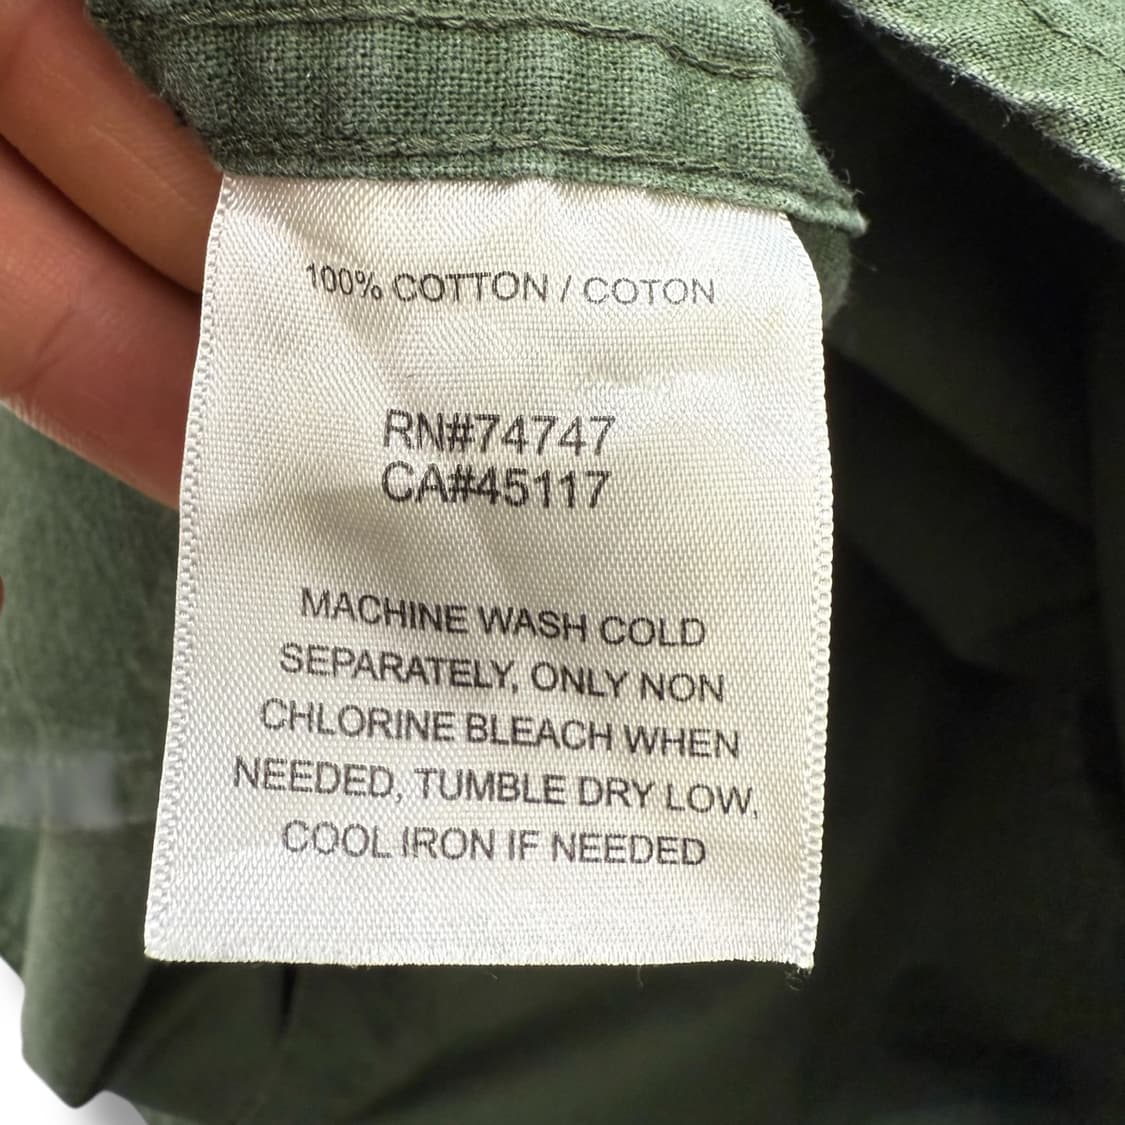 100% COTTON / COTON
RN#74747
CA#45117
MACHINE WASH COLD
SEPARATELY, ONLY NON
CHLORINE BLEACH WHEN
NEEDED, TUMBLE DRY LOW,
COOL IRON IF NEEDED